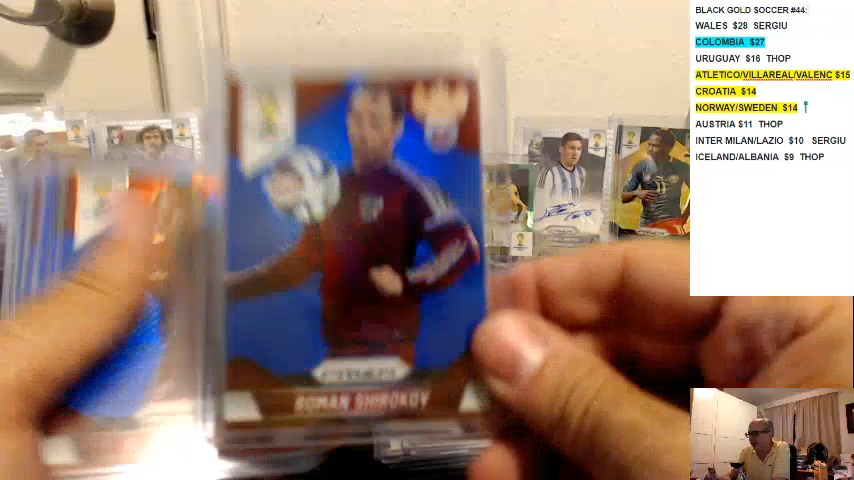 BLACK GOLD SOCCER #44:
WALES $28 SERGIU
COLOMBIA $27
URUGUAY $16 THOP
ATLETICO/VILLAREAL/VALENC $15
CROATIA $14
NORWAY/SWEDEN $14
AUSTRIA $11 THOP
INTER MILAN/LAZIO $10 SERGIU
ICELAND/ALBANIA $9 THOP
PRIZM
ROMAN SHIROKOV